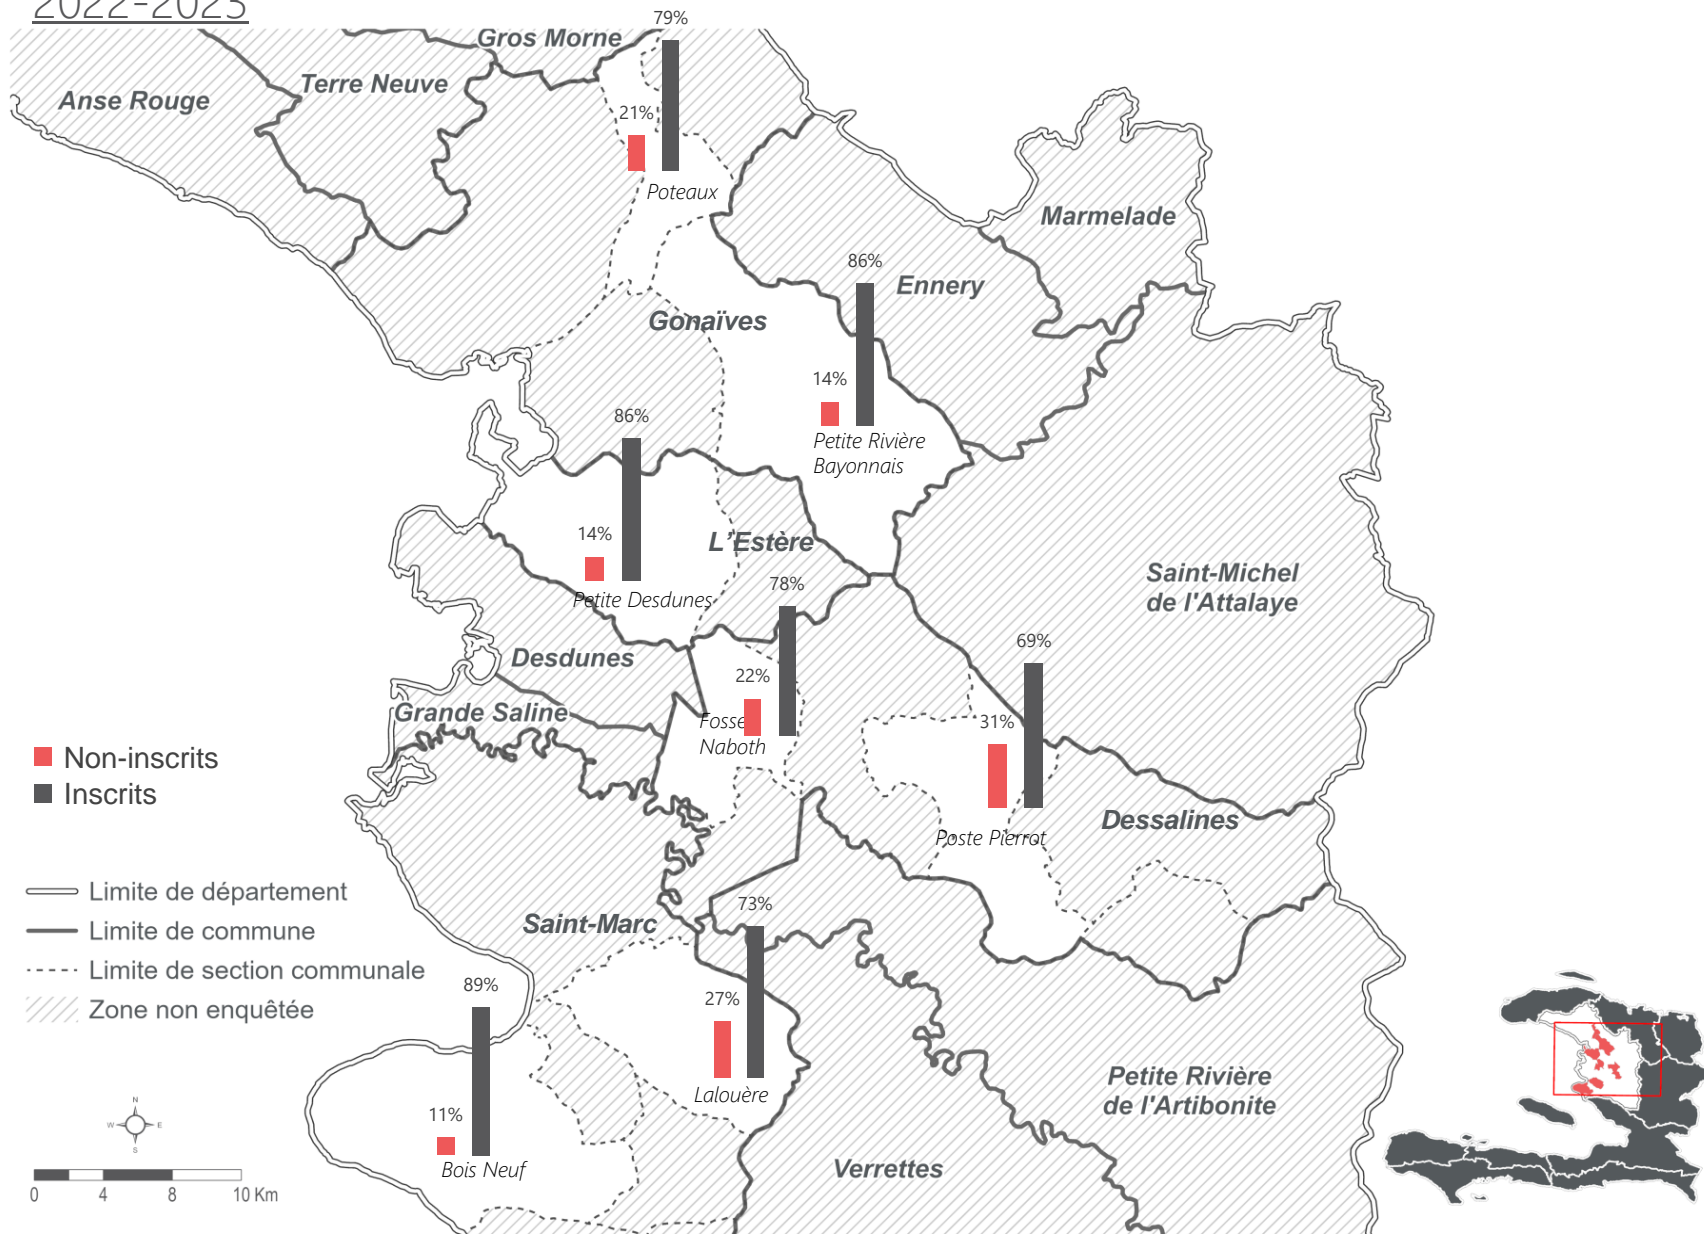 2022-2023
79%
Gros Morne
Terre Neuve
Anse Rouge
21%
Poteaux
Marmelade
86%
Ennery
Gonaïves
14%
Petite Rivière
Bayonnais
86%
14%
L'Estère
Petite Desdunes
78%
Saint-Michel
de l'Attalaye
69%
Desdunes
22%
Grande Saline
Fosse
Naboth
31%
Non-inscrits
Inscrits
Dessalines
Poste Pierrot
Limite de département
Limite de commune
Limite de section communale
Zone non enquêtée
73%
Saint-Marc
89%
27%
Lalouère
Petite Rivière
de l'Artibonite
11%
Bois Neuf
Verrettes
N
W E
S
0 4 8 10 Km